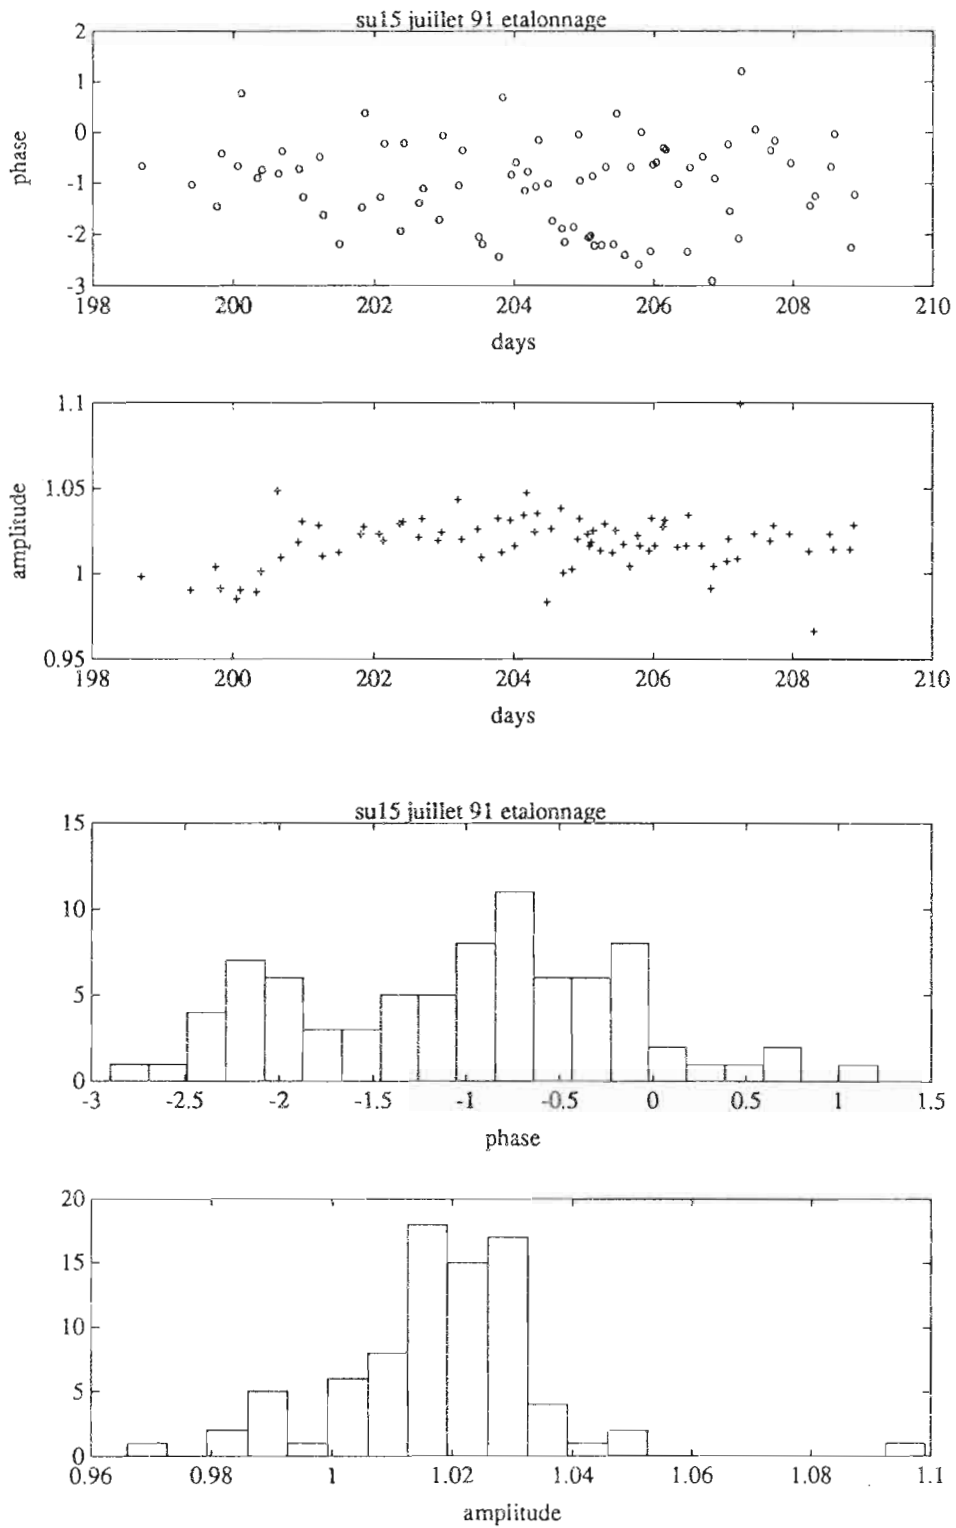 su15 juillet 91 etalonnage
2
1
0
-1
-2
-3
phase
198 200 202 204 206 208 210
days
1.1
1.05
1
0.95
amplitude
198 200 202 204 206 208 210
days
su15 juillet 91 etalonnage
15
10
5
0
-3 -2.5 -2 -1.5 -1 -0.5 0 0.5 1 1.5
phase
20
15
10
5
0
0.96 0.98 1 1.02 1.04 1.06 1.08 1.1
amplitude